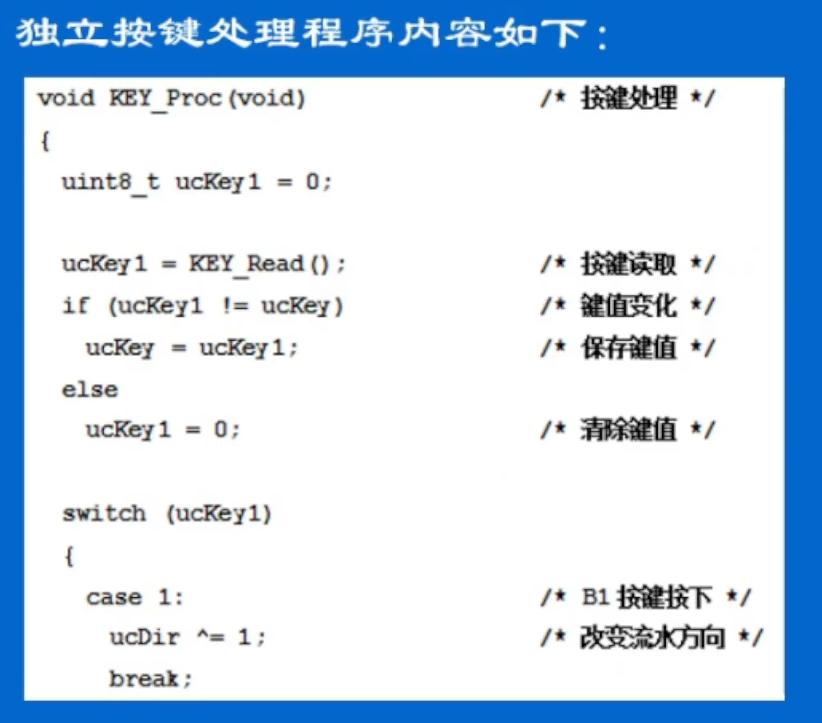 独立按键处理程序内容如下：
void KEY_Proc(void) /* 按键处理 */
{
uint8_t ucKey1 = 0;
ucKey1 = KEY_Read(); /* 按键读取 */
if (ucKey1 != ucKey) /* 键值变化 */
ucKey = ucKey1; /* 保存键值 */
else
ucKey1 = 0; /* 清除键值 */
switch (ucKey1)
{
case 1: /* B1按键按下 */
ucDir ^= 1; /* 改变流水方向 */
break;